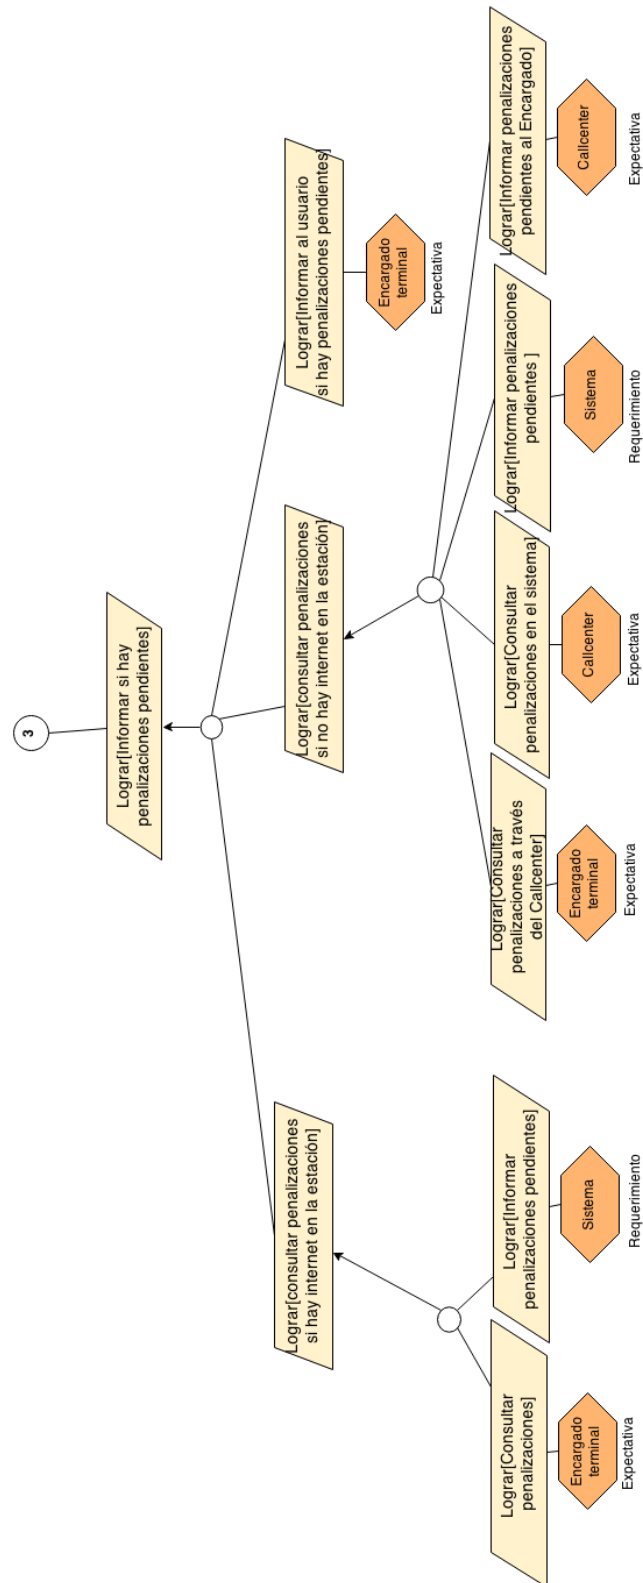 3
Lograr[Informar si hay
penalizaciones pendientes]
Lograr[consultar penalizaciones
si hay internet en la estación]
Lograr[consultar penalizaciones
si no hay internet en la estación]
Lograr[Informar al usuario
si hay penalizaciones pendientes]
Encargado
terminal
Expectativa
Lograr[Consultar
penalizaciones]
Encargado
terminal
Expectativa
Lograr[Informar
penalizaciones pendientes]
Sistema
Requerimiento
Lograr[Consultar
penalizaciones a través
del Callcenter]
Encargado
terminal
Expectativa
Lograr[Consultar
penalizaciones en el sistema]
Callcenter
Expectativa
Lograr[Informar penalizaciones
pendientes ]
Sistema
Requerimiento
Lograr[Informar penalizaciones
pendientes al Encargado]
Callcenter
Expectativa